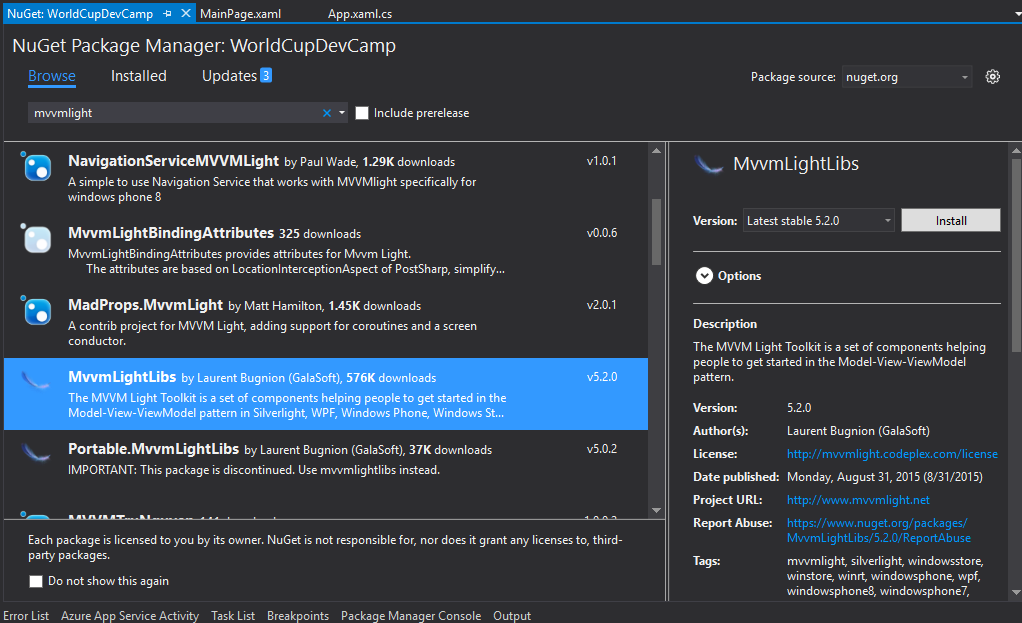 NuGet: WorldCupDevCamp
MainPage.xaml
App.xaml.cs
NuGet Package Manager: WorldCupDevCamp
Browse
Installed
Updates 3
Package source: nuget.org
mvvmlight
Include prerelease
NavigationServiceMVVMLight by Paul Wade, 1.29K downloads
v1.0.1
A simple to use Navigation Service that works with MVVMlight specifically for
windows phone 8
MvvmLightBindingAttributes 325 downloads
v0.0.6
MvvmLightBindingAttributes provides attributes for Mvvm Light.
The attributes are based on LocationInterceptionAspect of PostSharp, simplify...
MadProps.MvvmLight by Matt Hamilton, 1.45K downloads
v2.0.1
A contrib project for MVVM Light, adding support for coroutines and a screen
conductor.
MvvmLightLibs by Laurent Bugnion (GalaSoft), 576K downloads
v5.2.0
The MVVM Light Toolkit is a set of components helping people to get started in the
Model-View-ViewModel pattern in Silverlight, WPF, Windows Phone, Windows St...
Portable.MvvmLightLibs by Laurent Bugnion (GalaSoft), 37K downloads
v5.0.2
IMPORTANT: This package is discontinued. Use mvvmlightlibs instead.
Each package is licensed to you by its owner. NuGet is not responsible for, nor does it grant any licenses to, third-
party packages.
Do not show this again
MvvmLightLibs
Version: Latest stable 5.2.0
Install
Options
Description
The MVVM Light Toolkit is a set of components helping
people to get started in the Model-View-ViewModel
pattern.
Version: 5.2.0
Author(s): Laurent Bugnion (GalaSoft)
License: http://mvvmlight.codeplex.com/license
Date published: Monday, August 31, 2015 (8/31/2015)
Project URL: http://www.mvvmlight.net
Report Abuse: https://www.nuget.org/packages/
MvvmLightLibs/5.2.0/ReportAbuse
Tags: mvvmlight, silverlight, windowsstore,
winstore, winrt, windowsphone, wpf,
windowsphone8, windowsphone7,
Error List
Azure App Service Activity
Task List
Breakpoints
Package Manager Console
Output